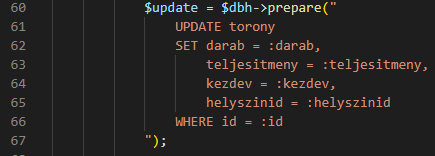 60 $update = $dbh->prepare("
61 UPDATE torony
62 SET darab = :darab,
63 teljesitmeny = :teljesitmeny,
64 kezdev = :kezdev,
65 helyszinid = :helyszinid
66 WHERE id = :id
67 ");